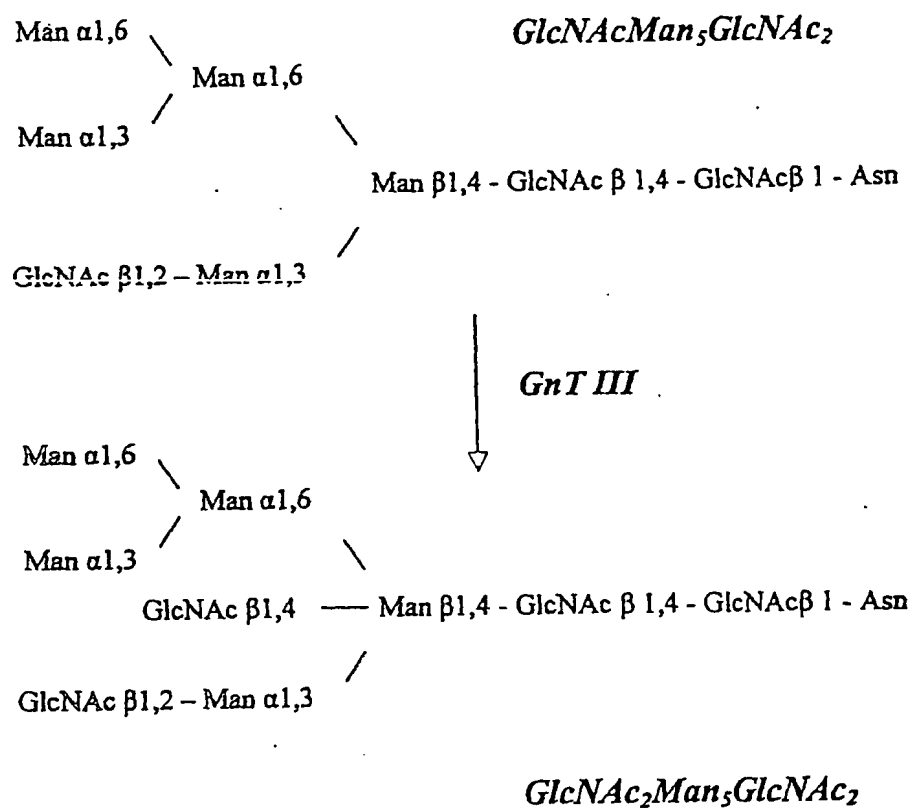 Man α1,6
GlcNAcMan₅GlcNAc₂
Man α1,6
Man α1,3
Man β1,4 - GlcNAc β 1,4 - GlcNAcβ 1 - Asn
GlcNAc β1,2 – Man α1,3
GnT III
Man α1,6
Man α1,6
Man α1,3
GlcNAc β1,4 — Man β1,4 - GlcNAc β 1,4 - GlcNAcβ 1 - Asn
GlcNAc β1,2 – Man α1,3
GlcNAc₂Man₅GlcNAc₂